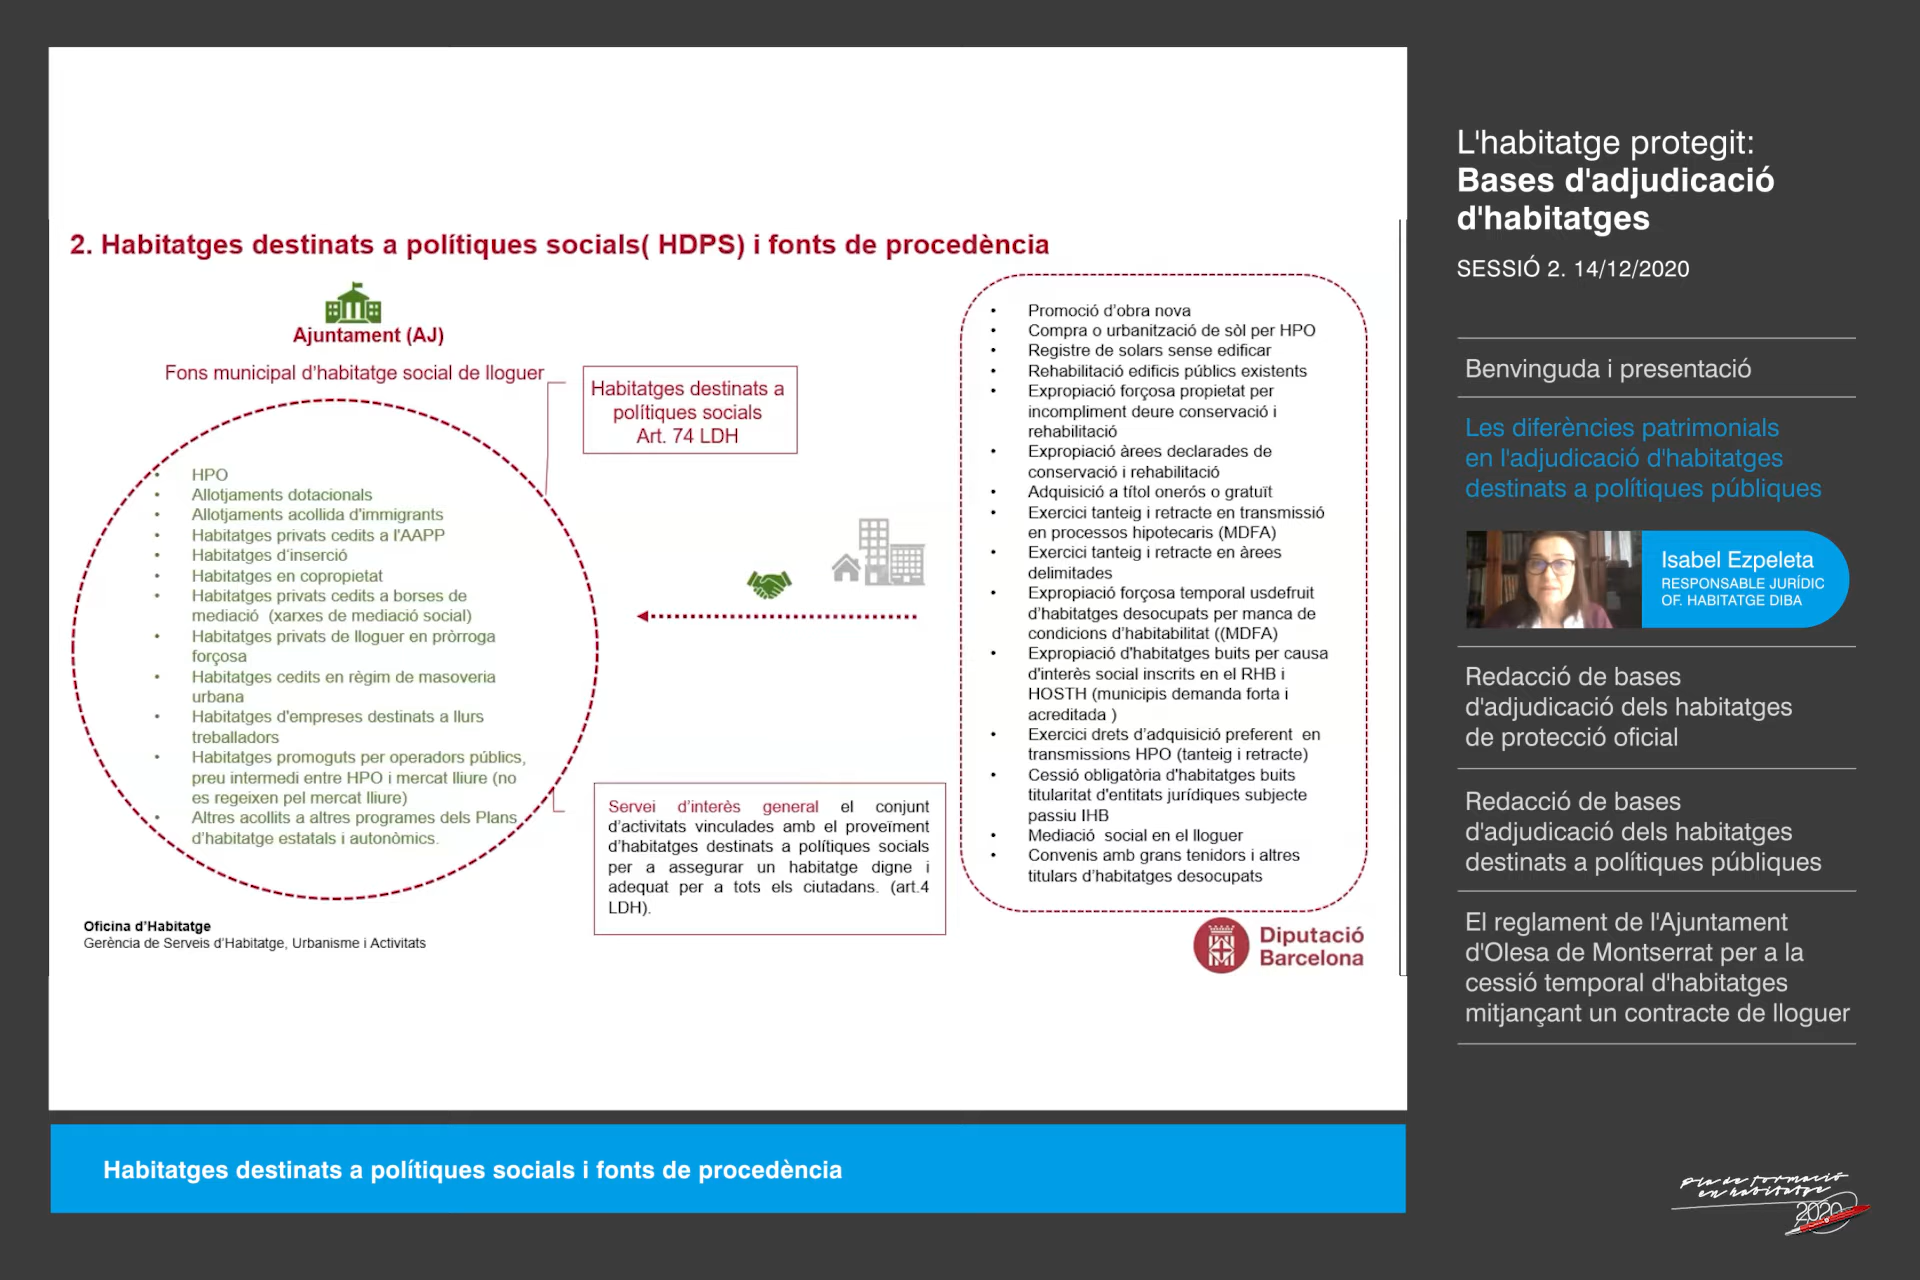 2. Habitatges destinats a polítiques socials( HDPS) i fonts de procedència
Ajuntament (AJ)
Fons municipal d'habitatge social de lloguer
Habitatges destinats a
polítiques socials
Art. 74 LDH
• HPO
• Allotjaments dotacionals
• Allotjaments acollida d'immigrants
• Habitatges privats cedits a l'AAPP
• Habitatges d'inserció
• Habitatges en copropietat
• Habitatges privats cedits a borses de
mediació (xarxes de mediació social)
• Habitatges privats de lloguer en pròrroga
forçosa
• Habitatges cedits en règim de masoveria
urbana
• Habitatges d'empreses destinats a llurs
treballadors
• Habitatges promoguts per operadors públics,
preu intermedi entre HPO i mercat lliure (no
es regeixen pel mercat lliure)
• Altres acollits a altres programes dels Plans
d'habitatge estatals i autonòmics.
Servei d'interès general el conjunt
d'activitats vinculades amb el proveïment
d'habitatges destinats a polítiques socials
per a assegurar un habitatge digne i
adequat per a tots els ciutadans. (art.4
LDH).
• Promoció d'obra nova
• Compra o urbanització de sòl per HPO
• Registre de solars sense edificar
• Rehabilitació edificis públics existents
• Expropiació forçosa propietat per
incompliment deure conservació i
rehabilitació
• Expropiació àrees declarades de
conservació i rehabilitació
• Adquisició a títol onerós o gratuït
• Exercici tanteig i retracte en transmissió
en processos hipotecaris (MDFA)
• Exercici tanteig i retracte en àrees
delimitades
• Expropiació forçosa temporal usdefruit
d'habitatges desocupats per manca de
condicions d'habitabilitat ((MDFA)
• Expropiació d'habitatges buits per causa
d'interès social inscrits en el RHB i
HOSTH (municipis demanda forta i
acreditada )
• Exercici drets d'adquisició preferent en
transmissions HPO (tanteig i retracte)
• Cessió obligatòria d'habitatges buits
titularitat d'entitats jurídiques subjecte
passiu IHB
• Mediació social en el lloguer
• Convenis amb grans tenidors i altres
titulars d'habitatges desocupats
Oficina d'Habitatge
Gerència de Serveis d'Habitatge, Urbanisme i Activitats
Diputació
Barcelona
Habitatges destinats a polítiques socials i fonts de procedència
L'habitatge protegit:
Bases d'adjudicació
d'habitatges
SESSIÓ 2. 14/12/2020
Benvinguda i presentació
Les diferències patrimonials
en l'adjudicació d'habitatges
destinats a polítiques públiques
Isabel Ezpeleta
RESPONSABLE JURÍDIC
OF. HABITATGE DIBA
Redacció de bases
d'adjudicació dels habitatges
de protecció oficial
Redacció de bases
d'adjudicació dels habitatges
destinats a polítiques públiques
El reglament de l'Ajuntament
d'Olesa de Montserrat per a la
cessió temporal d'habitatges
mitjançant un contracte de lloguer
pla de formació
en habitatge
2020